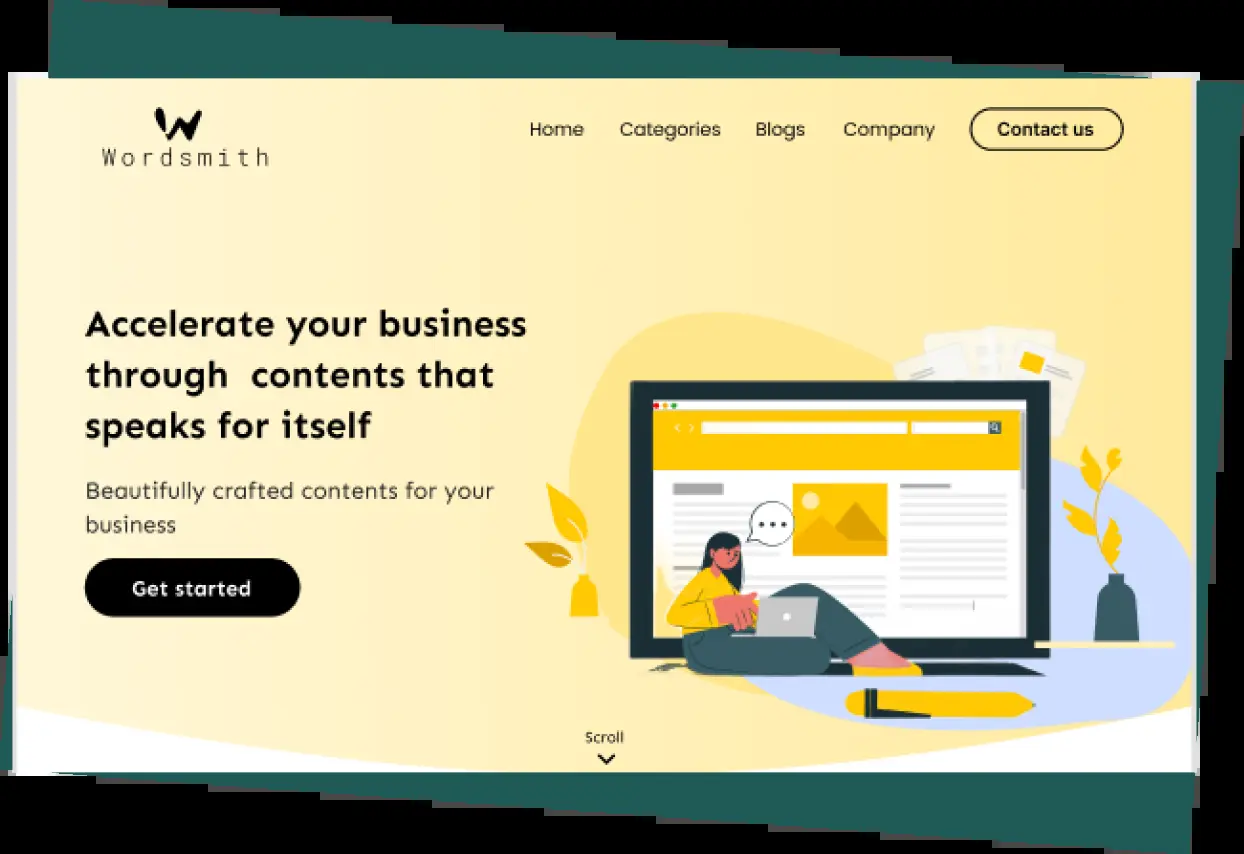 Wordsmith
Home Categories Blogs Company Contact us
Accelerate your business
through contents that
speaks for itself
Beautifully crafted contents for your
business
Get started
Scroll